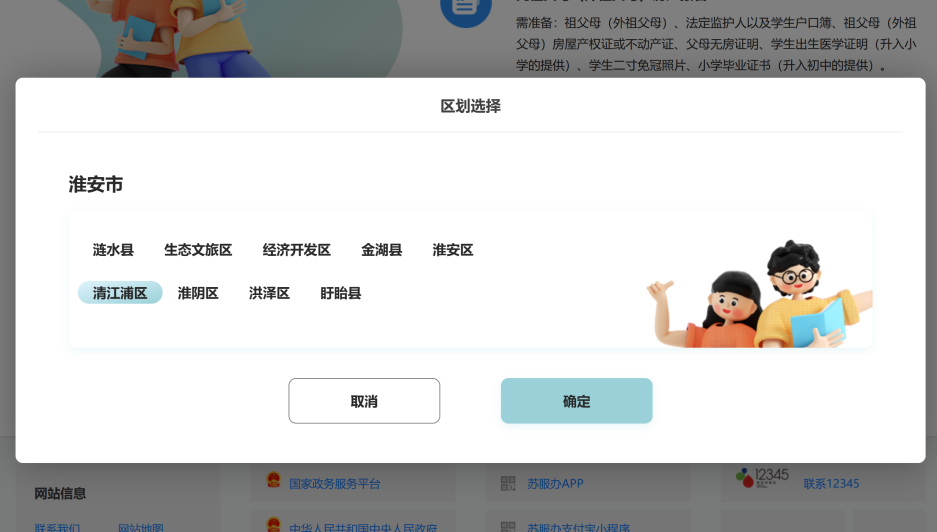 需准备：祖父母（外祖父母）、法定监护人以及学生户口簿、祖父母（外祖
父母）房屋产权证或不动产证、父母无房证明、学生出生医学证明（升入小
学的提供）、学生二寸免冠照片、小学毕业证书（升入初中的提供）。
区划选择
淮安市
涟水县 生态文旅区 经济开发区 金湖县 淮安区
清江浦区 淮阴区 洪泽区 盱眙县
取消 确定
网站信息 国家政务服务平台 苏服办APP 12345 联系12345
联系我们 网站地图 中华人民共和国中央人民政府 苏服办支付宝小程序